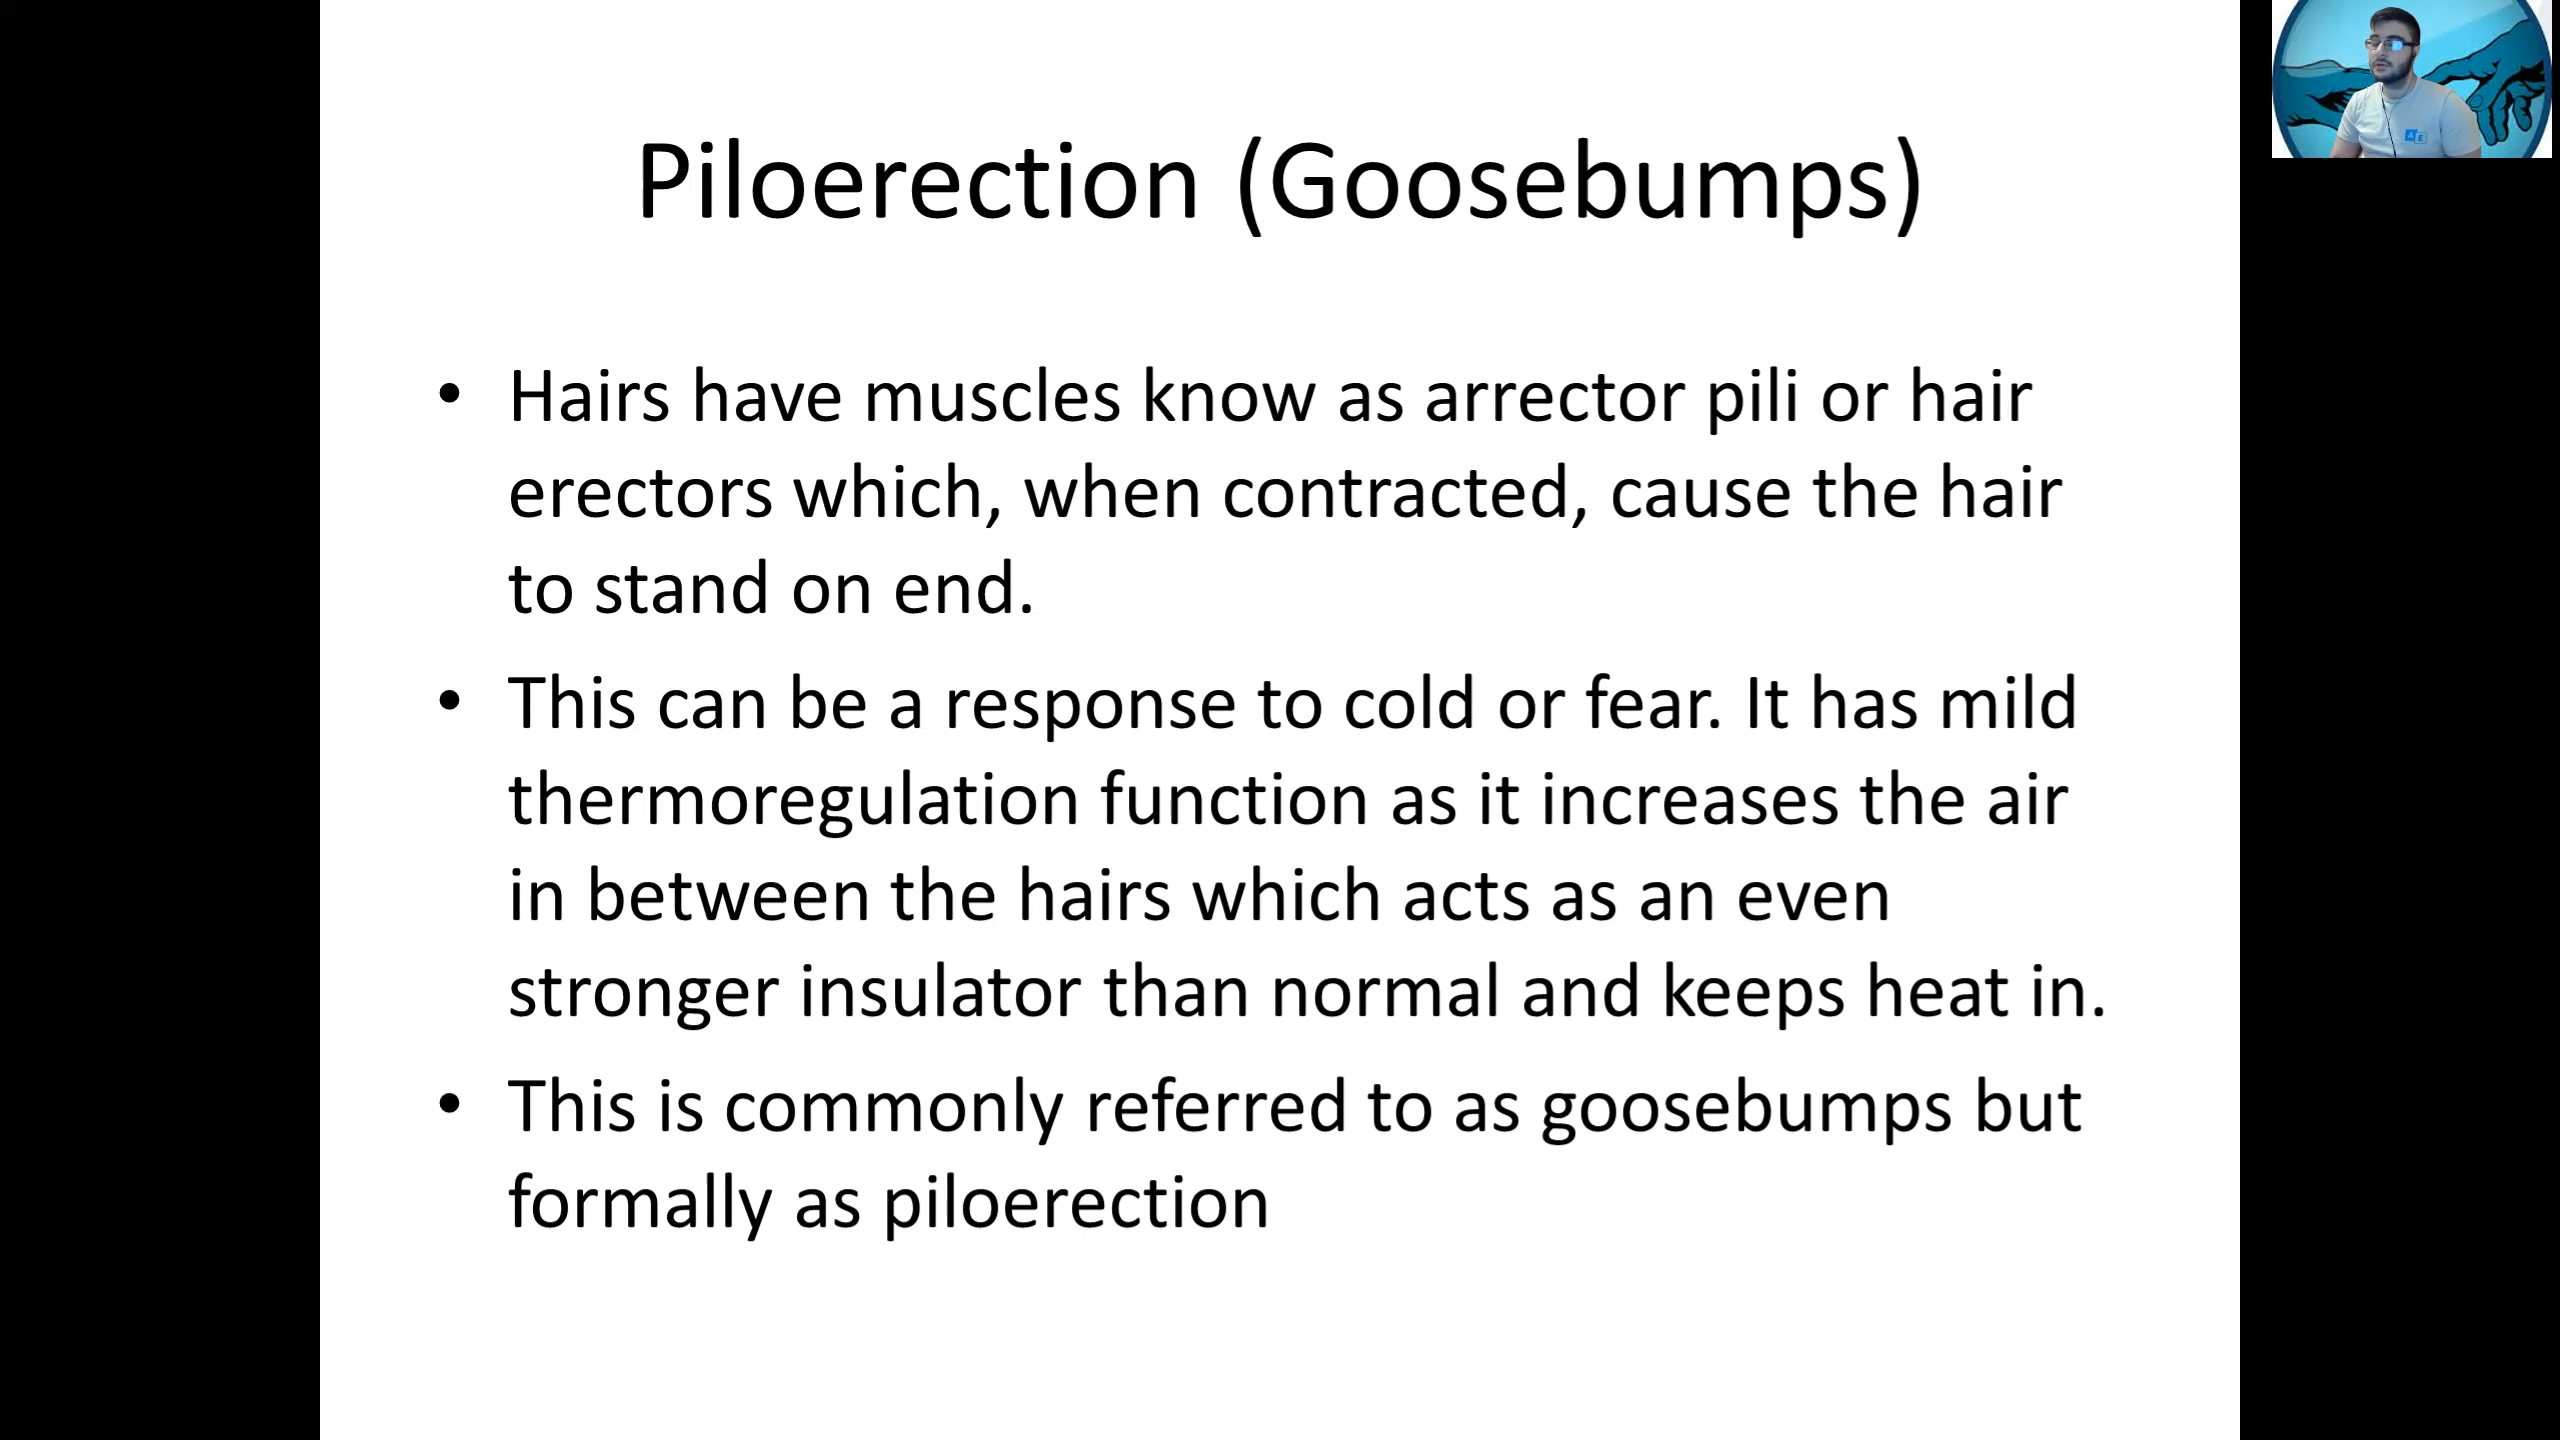 Piloerection (Goosebumps)
• Hairs have muscles know as arrector pili or hair
erectors which, when contracted, cause the hair
to stand on end.
• This can be a response to cold or fear. It has mild
thermoregulation function as it increases the air
in between the hairs which acts as an even
stronger insulator than normal and keeps heat in.
• This is commonly referred to as goosebumps but
formally as piloerection